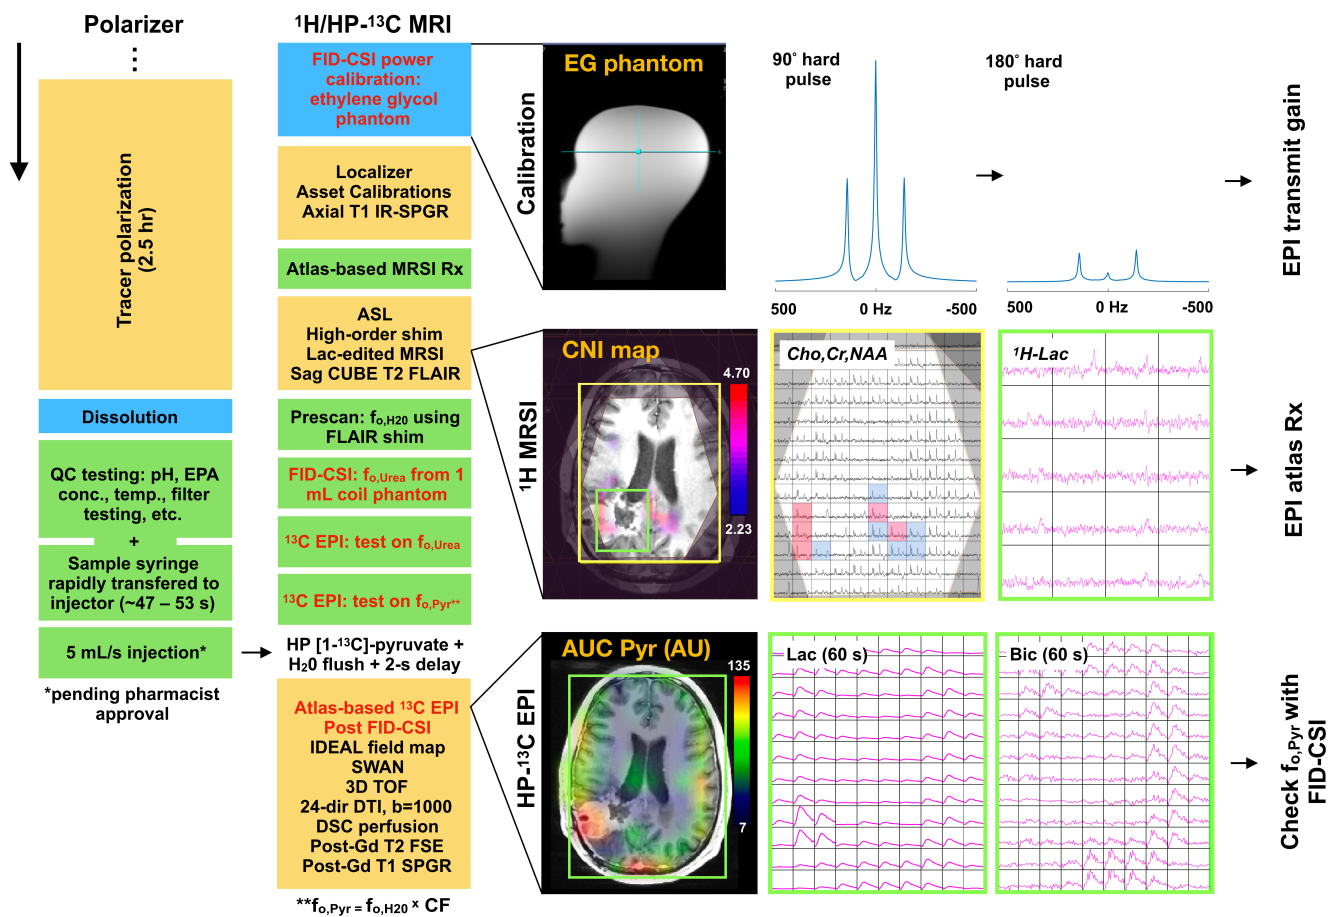 Polarizer
⋮
Tracer polarization
(2.5 hr)
Dissolution
QC testing: pH, EPA
conc., temp., filter
testing, etc.
+
Sample syringe
rapidly transfered to
injector (~47 – 53 s)
5 mL/s injection*
*pending pharmacist
approval
¹H/HP-¹³C MRI
FID-CSI power
calibration:
ethylene glycol
phantom
Localizer
Asset Calibrations
Axial T1 IR-SPGR
Atlas-based MRSI Rx
ASL
High-order shim
Lac-edited MRSI
Sag CUBE T2 FLAIR
Prescan: fo,H20 using
FLAIR shim
FID-CSI: fo,Urea from 1
mL coil phantom
¹³C EPI: test on fo,Urea
¹³C EPI: test on fo,Pyr**
HP [1-¹³C]-pyruvate +
H₂0 flush + 2-s delay
Atlas-based ¹³C EPI
Post FID-CSI
IDEAL field map
SWAN
3D TOF
24-dir DTI, b=1000
DSC perfusion
Post-Gd T2 FSE
Post-Gd T1 SPGR
**fo,Pyr = fo,H20 x CF
Calibration
EG phantom
90˚ hard
pulse
500 0 Hz -500
180˚ hard
pulse
500 0 Hz -500
EPI transmit gain
¹H MRSI
CNI map
4.70
2.23
Cho,Cr,NAA
¹H-Lac
EPI atlas Rx
HP-¹³C EPI
AUC Pyr (AU)
135
7
Lac (60 s)
Bic (60 s)
Check fo,Pyr with
FID-CSI